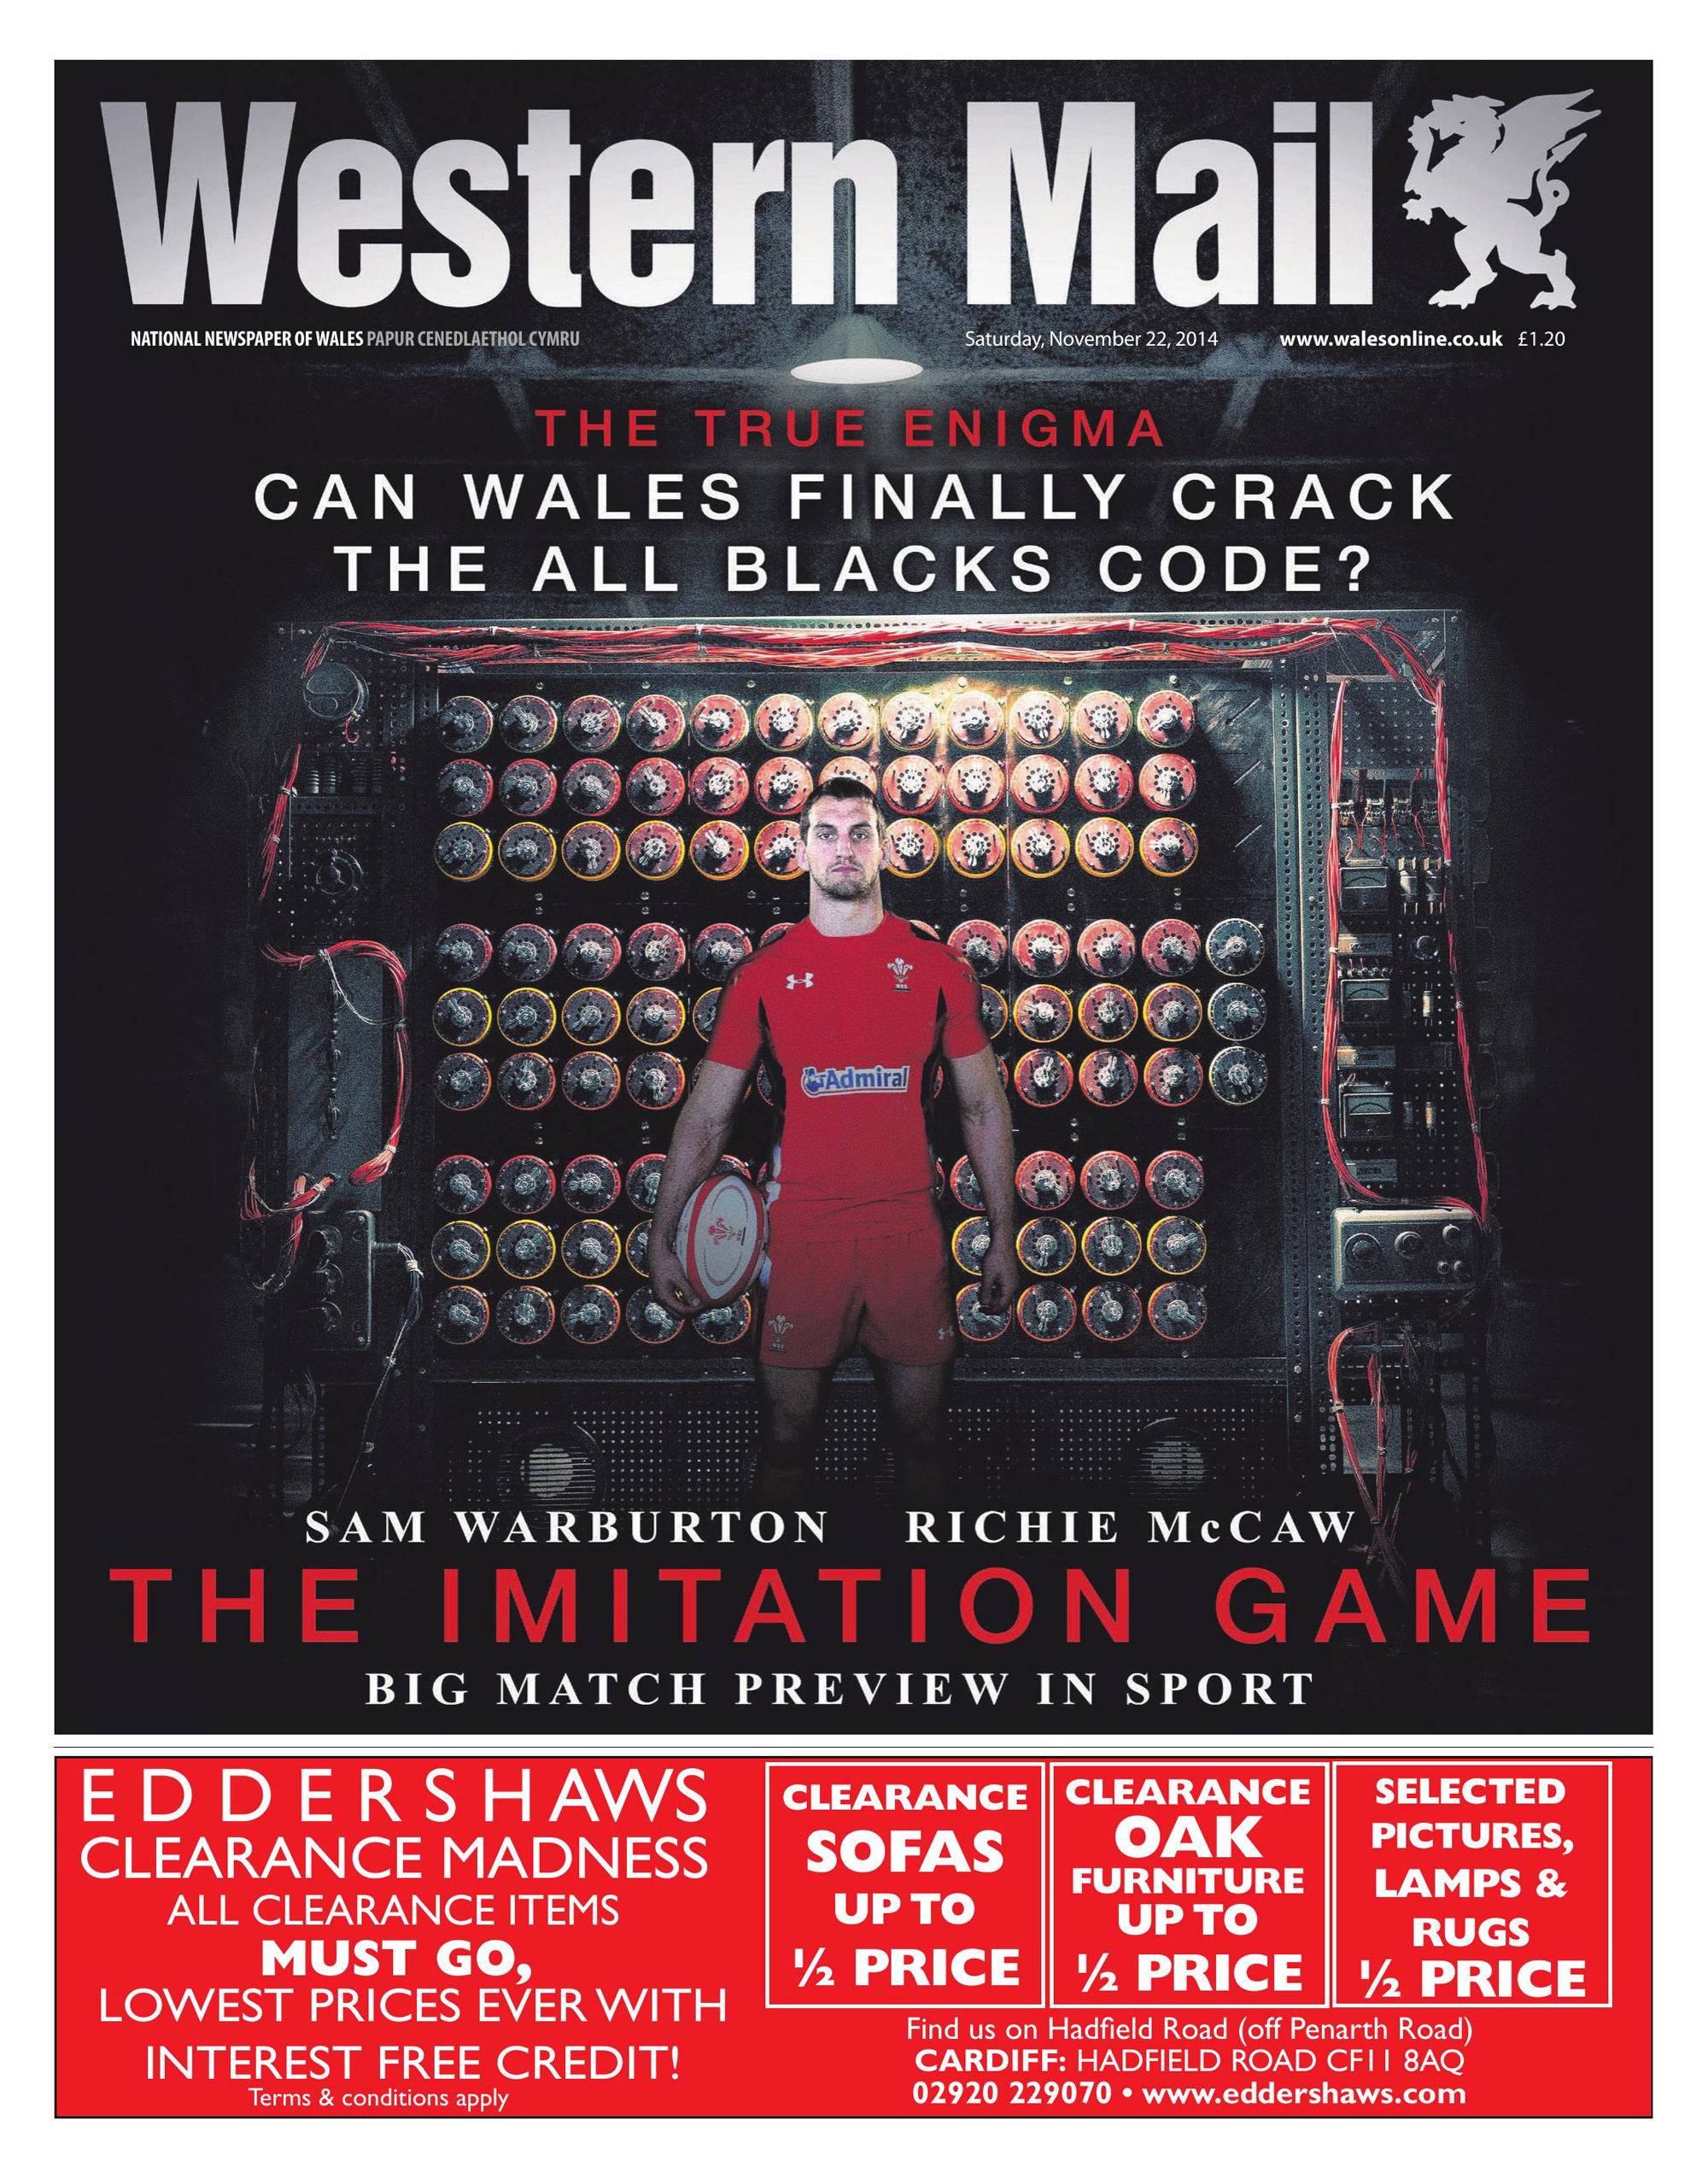 Western Mail
NATIONAL NEWSPAPER OF WALES PAPUR CENEDLAETHOL CYMRU
Saturday, November 22, 2014 www.walesonline.co.uk £1.20
THE TRUE ENIGMA
CAN WALES FINALLY CRACK
THE ALL BLACKS CODE?
Admiral
SAM WARBURTON RICHIE McCAW
THE IMITATION GAME
BIG MATCH PREVIEW IN SPORT
EDDERSHAWS
CLEARANCE MADNESS
ALL CLEARANCE ITEMS
MUST GO,
LOWEST PRICES EVER WITH
INTEREST FREE CREDIT!
Terms & conditions apply
CLEARANCE
SOFAS
UP TO
½ PRICE
CLEARANCE
OAK
FURNITURE
UP TO
½ PRICE
SELECTED
PICTURES,
LAMPS &
RUGS
½ PRICE
Find us on Hadfield Road (off Penarth Road)
CARDIFF: HADFIELD ROAD CF11 8AQ
02920 229070 • www.eddershaws.com